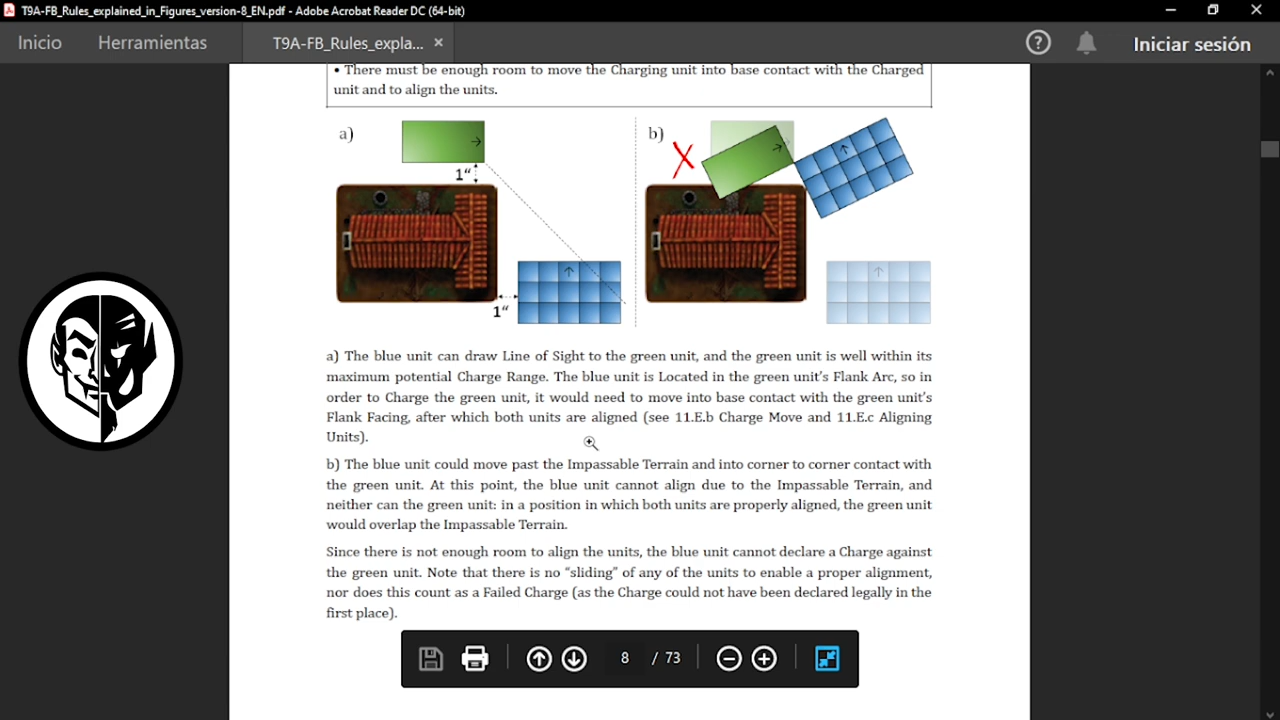 T9A-FB_Rules_explained_in_Figures_version-8_EN.pdf - Adobe Acrobat Reader DC (64-bit)
Inicio Herramientas T9A-FB_Rules_expla... × Iniciar sesión
• There must be enough room to move the Charging unit into base contact with the Charged
unit and to align the units.
a) b)
1“
1“
a) The blue unit can draw Line of Sight to the green unit, and the green unit is well within its
maximum potential Charge Range. The blue unit is Located in the green unit’s Flank Arc, so in
order to Charge the green unit, it would need to move into base contact with the green unit’s
Flank Facing, after which both units are aligned (see 11.E.b Charge Move and 11.E.c Aligning
Units).
b) The blue unit could move past the Impassable Terrain and into corner to corner contact with
the green unit. At this point, the blue unit cannot align due to the Impassable Terrain, and
neither can the green unit: in a position in which both units are properly aligned, the green unit
would overlap the Impassable Terrain.
Since there is not enough room to align the units, the blue unit cannot declare a Charge against
the green unit. Note that there is no “sliding” of any of the units to enable a proper alignment,
nor does this count as a Failed Charge (as the Charge could not have been declared legally in the
first place).
8 / 73